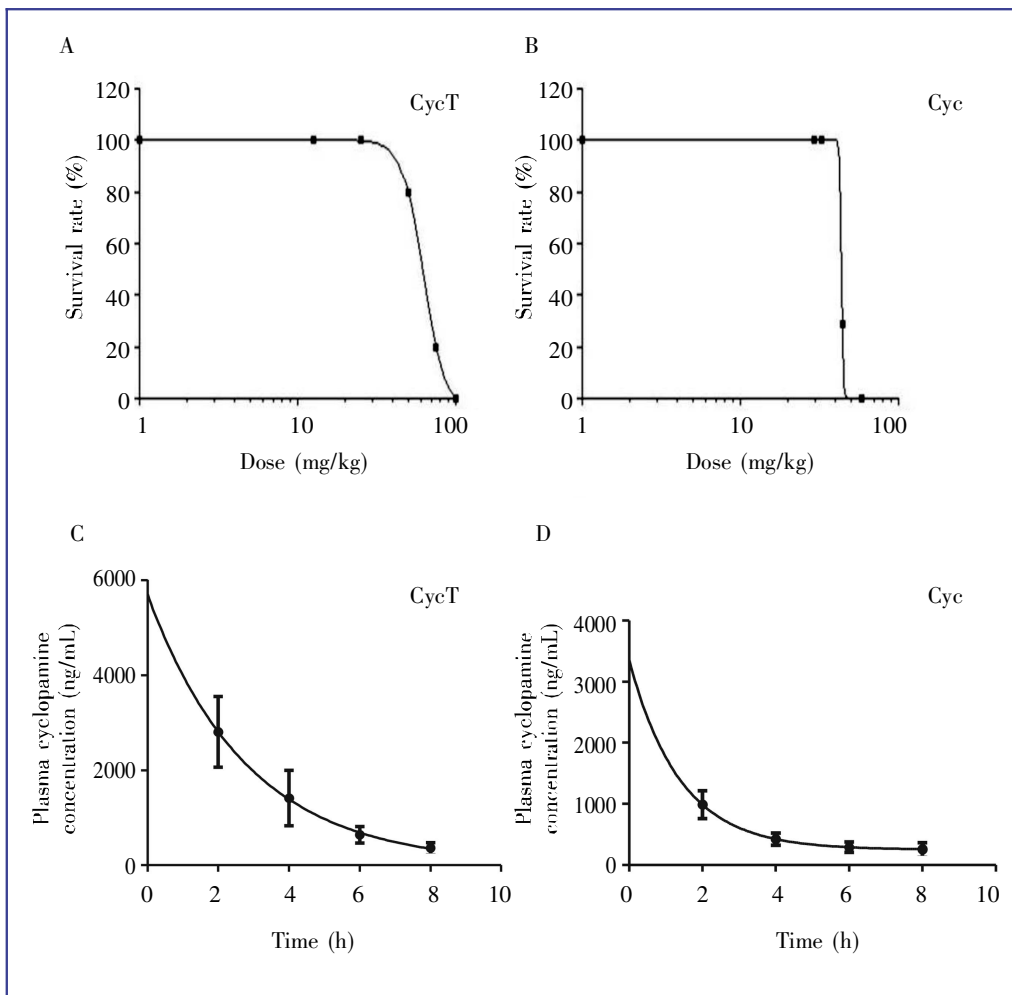 A
CycT
120
100
80
60
40
20
0
Survival rate (%)
1 10 100
Dose (mg/kg)
B
Cyc
120
100
80
60
40
20
0
Survival rate (%)
1 10 100
Dose (mg/kg)
C
CycT
6000
4000
2000
0
Plasma cyclopamine
concentration (ng/mL)
0 2 4 6 8 10
Time (h)
D
Cyc
4000
3000
2000
1000
0
Plasma cyclopamine
concentration (ng/mL)
0 2 4 6 8 10
Time (h)